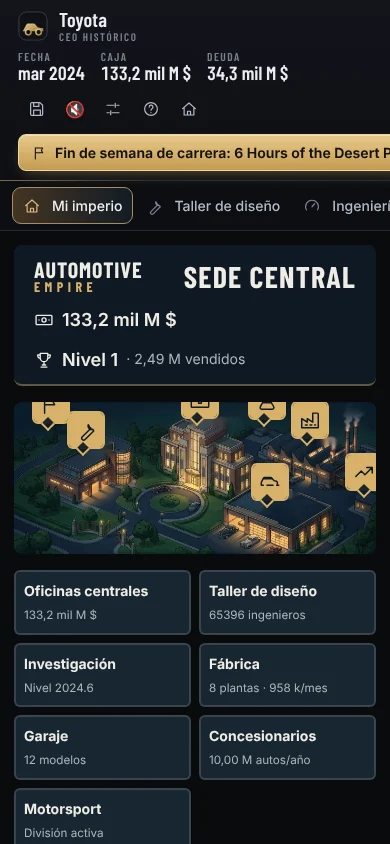 Toyota
CEO HISTÓRICO
FECHA CAJA DEUDA
mar 2024 133,2 mil M $ 34,3 mil M $
Fin de semana de carrera: 6 Hours of the Desert
Mi imperio Taller de diseño
AUTOMOTIVE
EMPIRE
SEDE CENTRAL
133,2 mil M $
Nivel 1 · 2,49 M vendidos
Oficinas centrales Taller de diseño
133,2 mil M $ 65396 ingenieros
Investigación Fábrica
Nivel 2024.6 8 plantas · 958 k/mes
Garaje Concesionarios
12 modelos 10,00 M autos/año
Motorsport
División activa